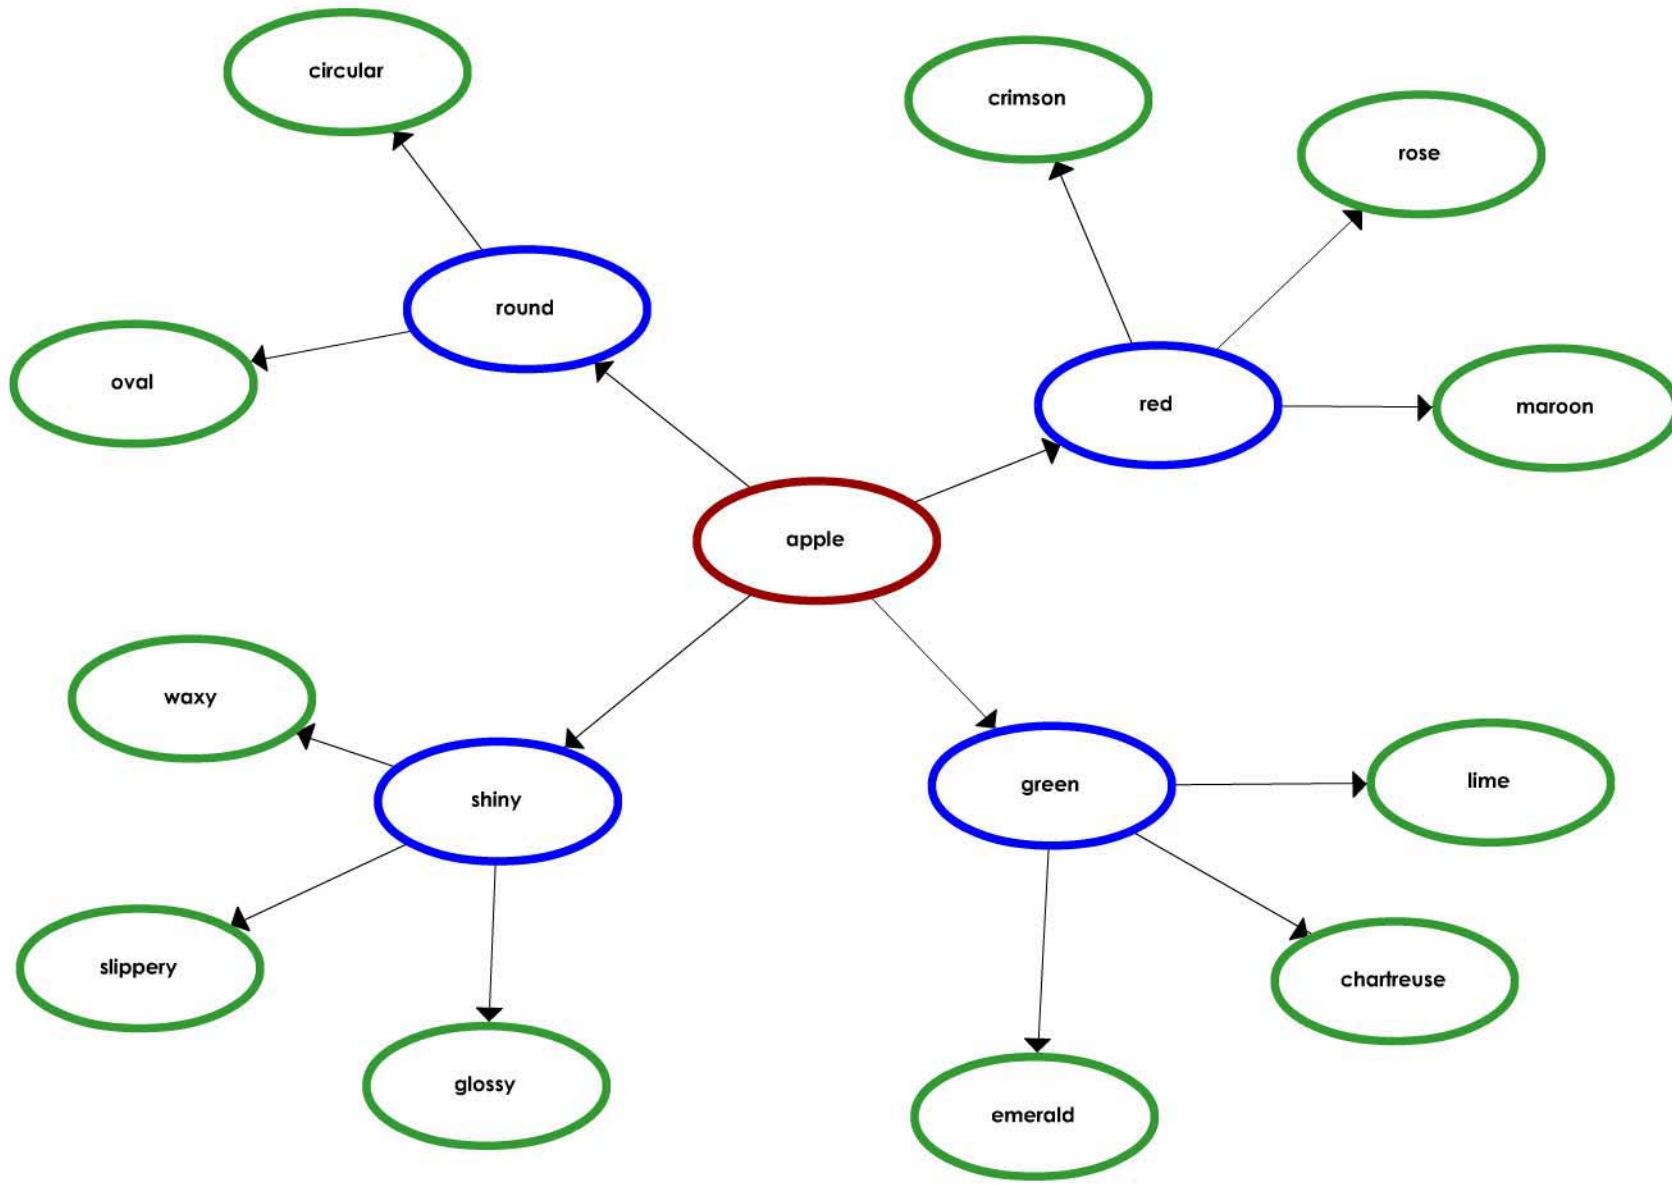 circular
crimson
rose
round
oval
red
maroon
apple
waxy
shiny
green
lime
slippery
chartreuse
glossy
emerald